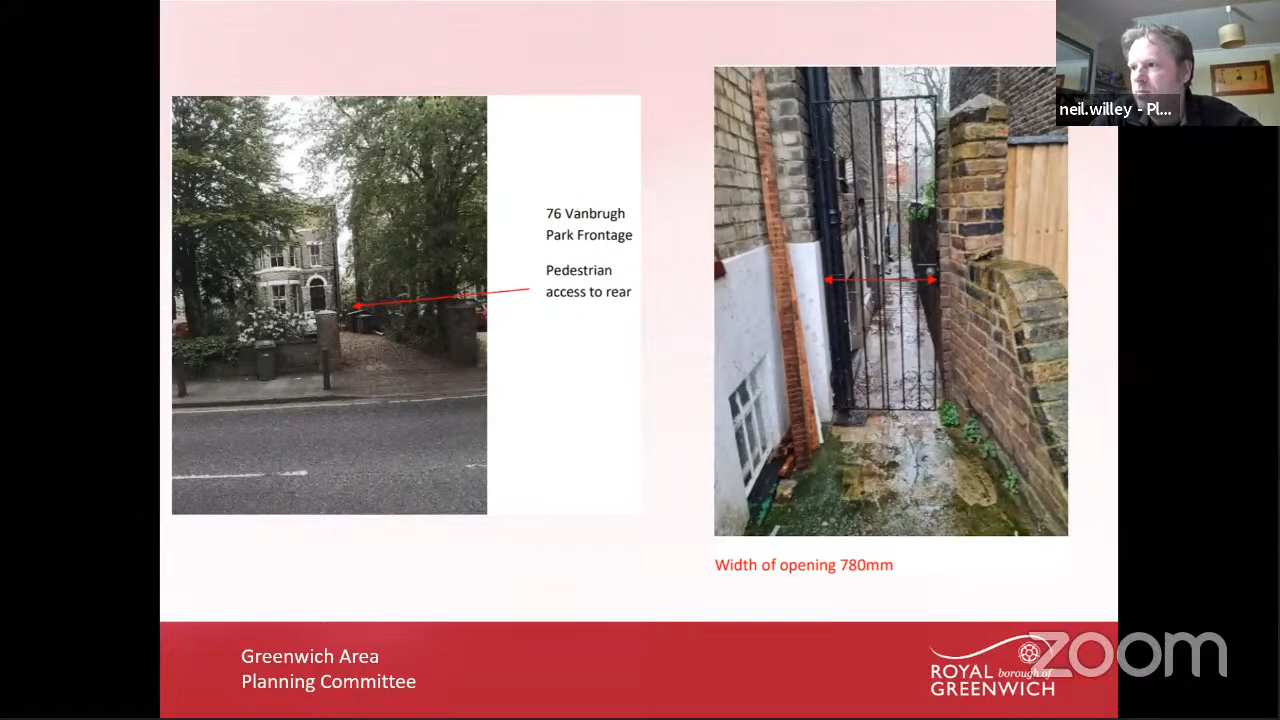 neil.willey - Pl...
76 Vanbrugh
Park Frontage
Pedestrian
access to rear
Width of opening 780mm
Greenwich Area
Planning Committee
ROYAL borough of
GREENWICH
zoom